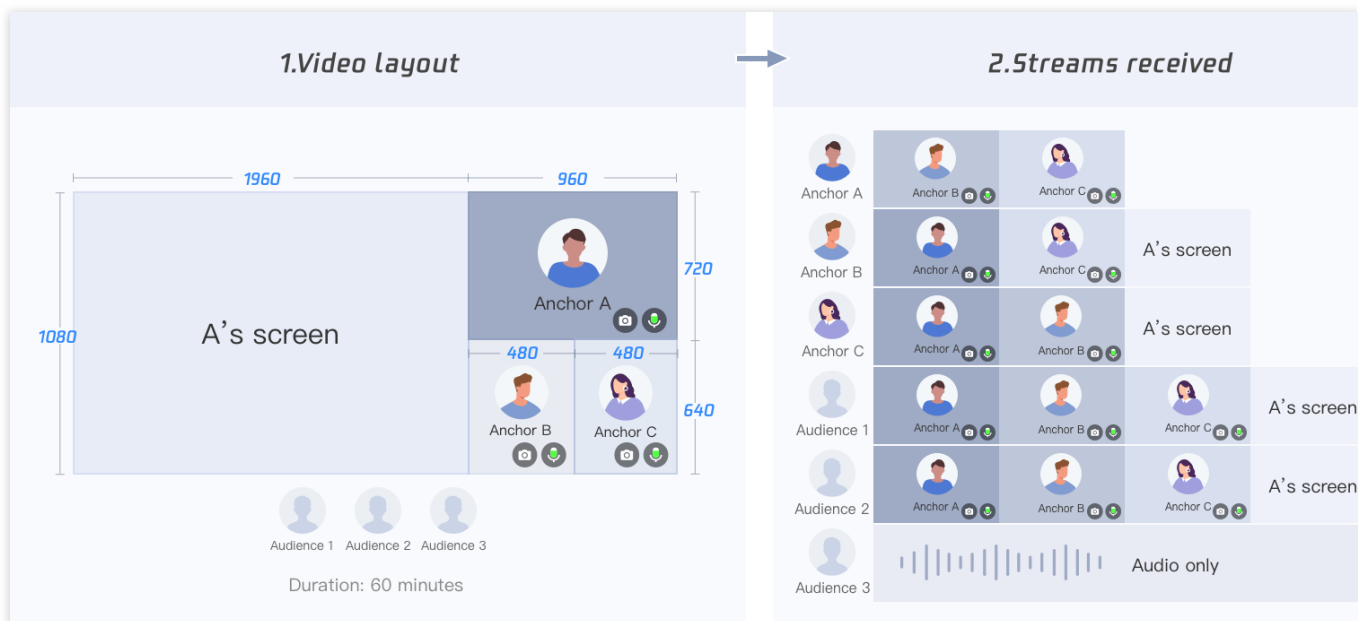 1.Video layout
1960
960
1080
A's screen
Anchor A
720
480
480
Anchor B
Anchor C
640
Audience 1
Audience 2
Audience 3
Duration: 60 minutes
2.Streams received
Anchor A
Anchor B
Anchor C
Anchor B
Anchor A
Anchor C
A's screen
Anchor C
Anchor A
Anchor B
A's screen
Audience 1
Anchor A
Anchor B
Anchor C
A's screen
Audience 2
Anchor A
Anchor B
Anchor C
A's screen
Audience 3
Audio only